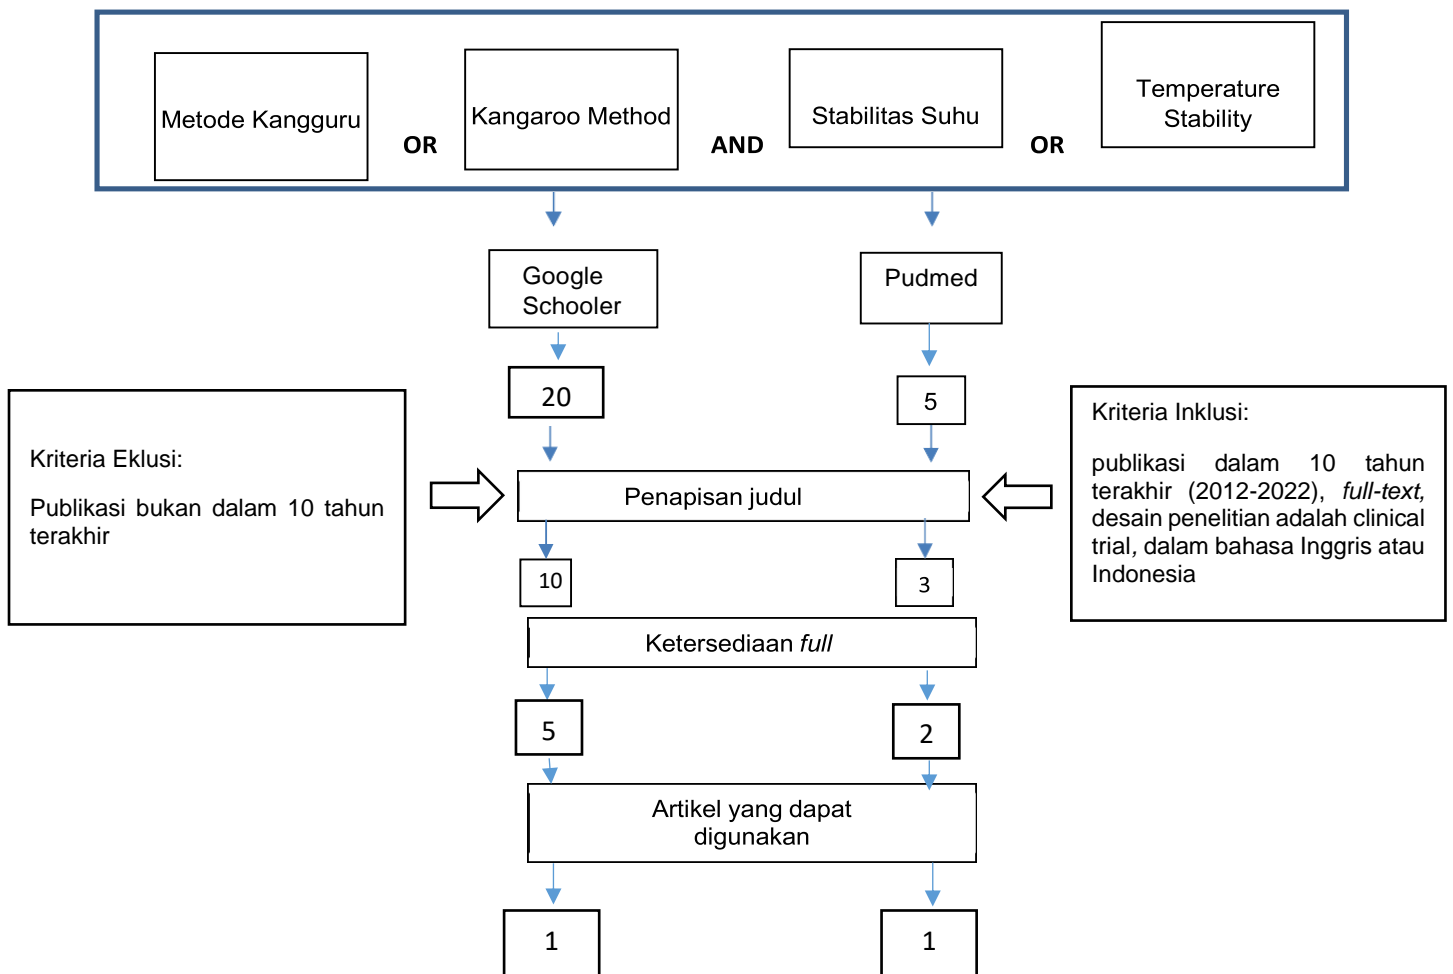 Metode Kangguru
OR
Kangaroo Method
AND
Stabilitas Suhu
OR
Temperature
Stability
Google
Schooler
Pudmed
20
5
Kriteria Eklusi:
Publikasi bukan dalam 10 tahun
terakhir
Penapisan judul
Kriteria Inklusi:
publikasi dalam 10 tahun
terakhir (2012-2022), full-text,
desain penelitian adalah clinical
trial, dalam bahasa Inggris atau
Indonesia
10
3
Ketersediaan full
5
2
Artikel yang dapat
digunakan
1
1